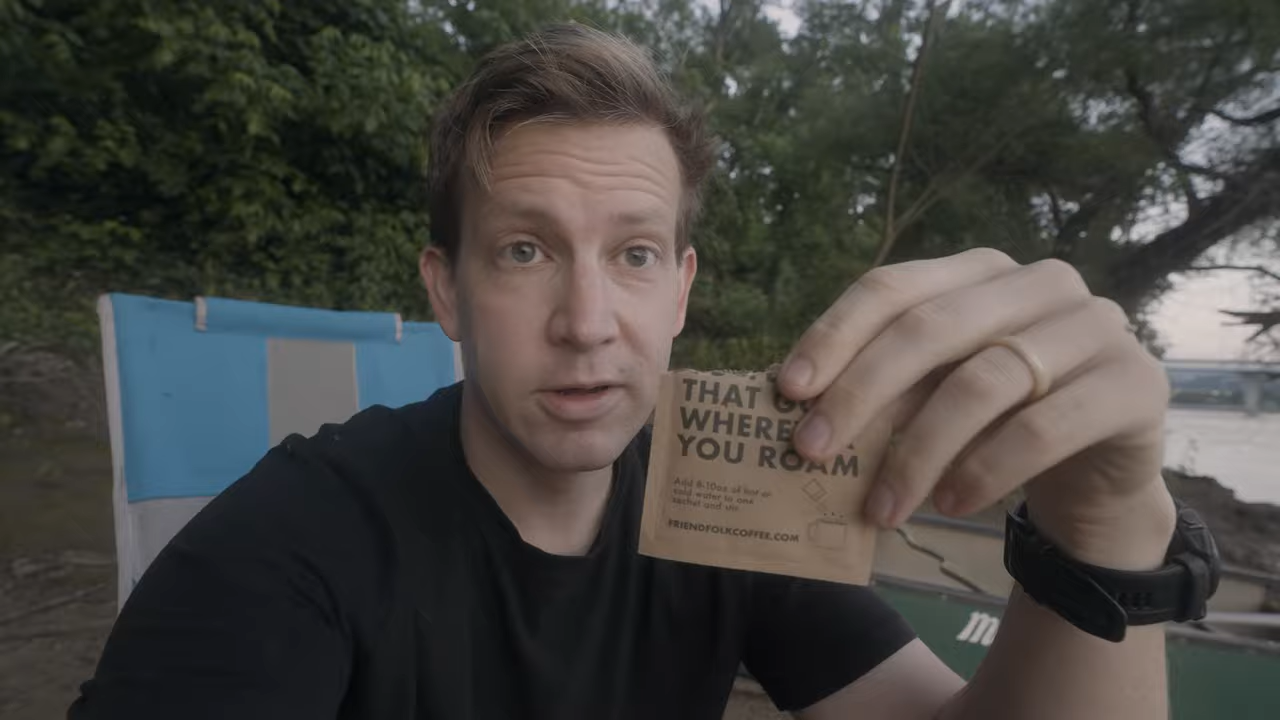 THAT
WHERE
YOU ROAM
Add 8-10oz of hot or
cold water to one
sachet and stir.
FRIENDFOLKCOFFEE.COM
m